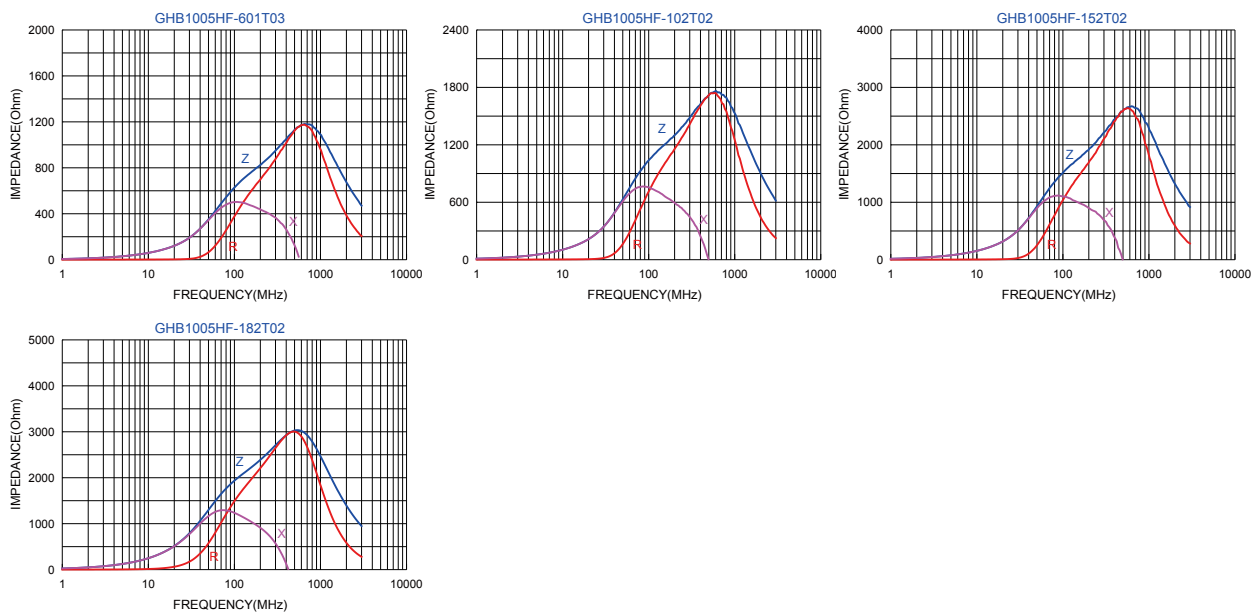 GHB1005HF-601T03
2000
1600
1200
800
400
0
IMPEDANCE(Ohm)
Z
X
R
1 10 100 1000 10000
FREQUENCY(MHz)
GHB1005HF-102T02
2400
1800
1200
600
0
IMPEDANCE(Ohm)
Z
X
R
1 10 100 1000 10000
FREQUENCY(MHz)
GHB1005HF-152T02
4000
3000
2000
1000
0
IMPEDANCE(Ohm)
Z
X
R
1 10 100 1000 10000
FREQUENCY(MHz)
GHB1005HF-182T02
5000
4000
3000
2000
1000
0
IMPEDANCE(Ohm)
Z
X
R
1 10 100 1000 10000
FREQUENCY(MHz)